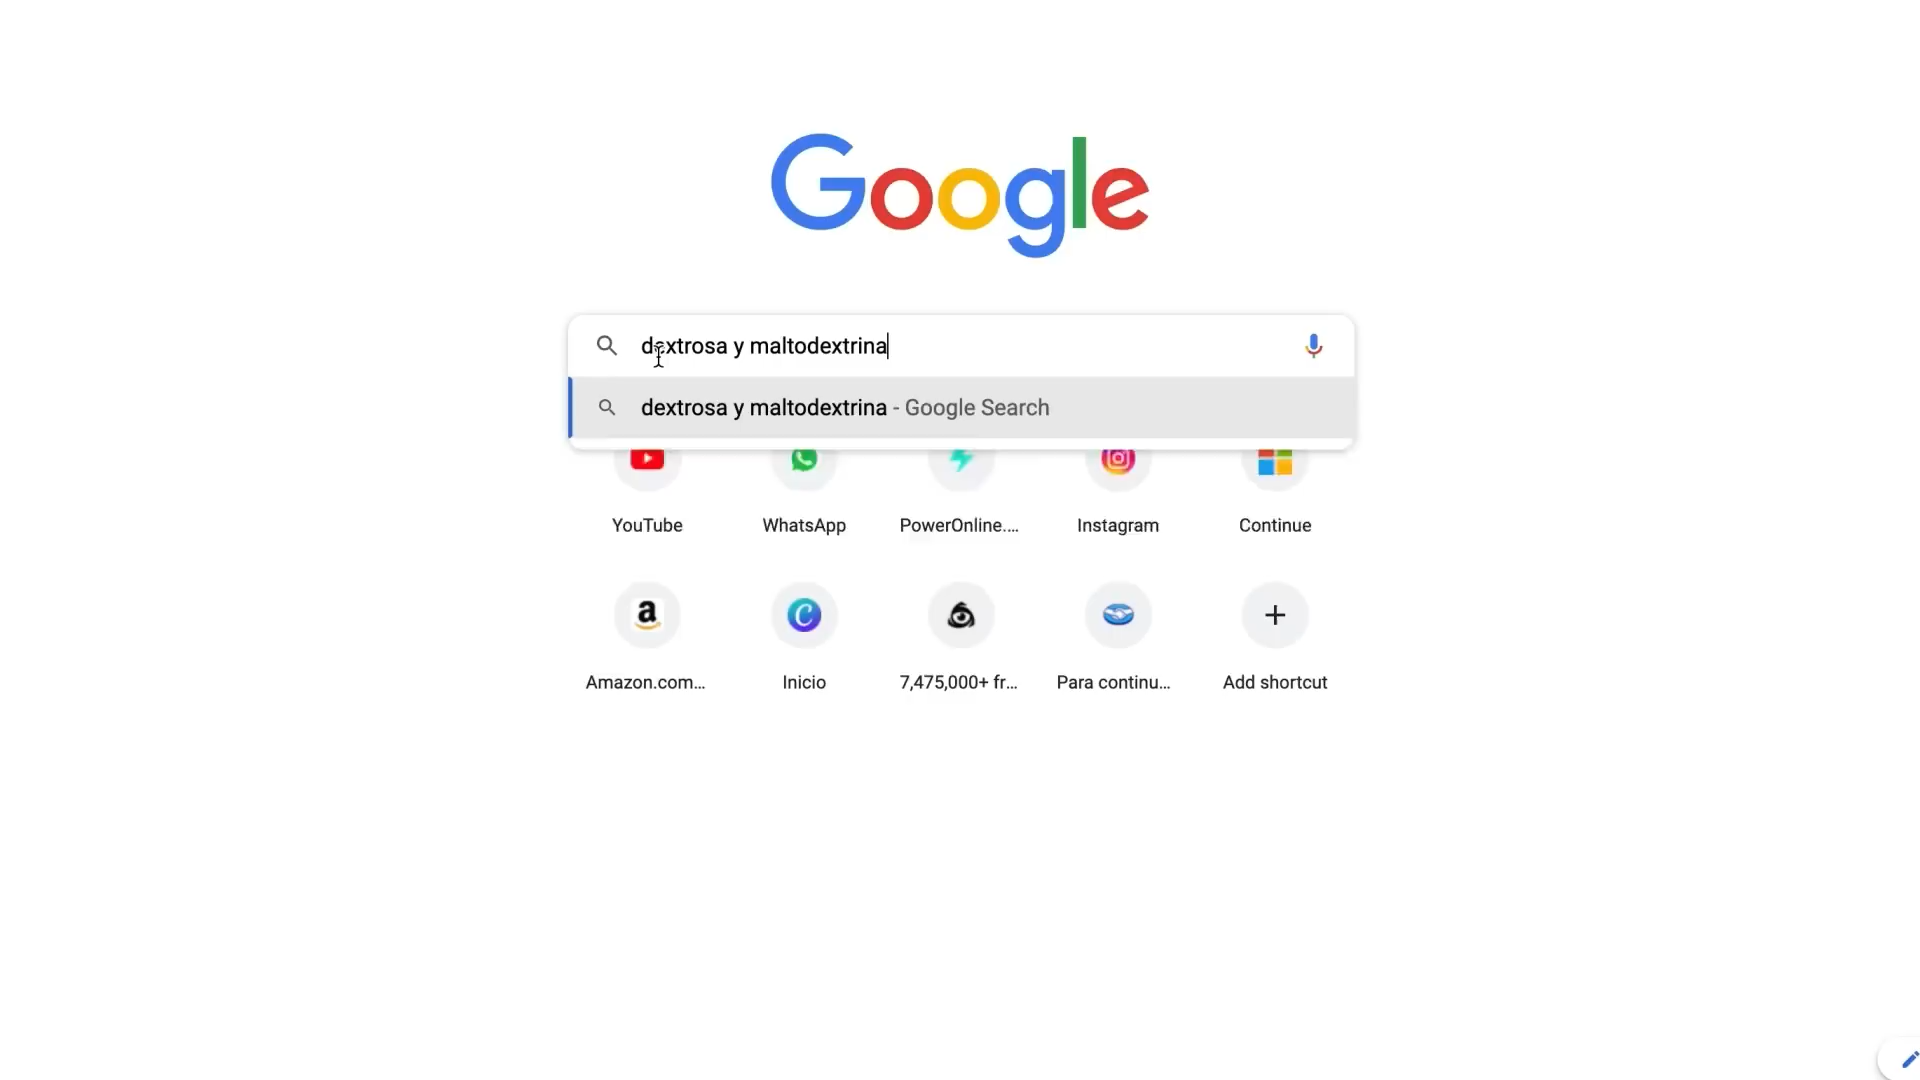 Google
dextrosa y maltodextrina
dextrosa y maltodextrina - Google Search
YouTube
WhatsApp
PowerOnline....
Instagram
Continue
Amazon.com...
Inicio
7,475,000+ fr...
Para continu...
Add shortcut